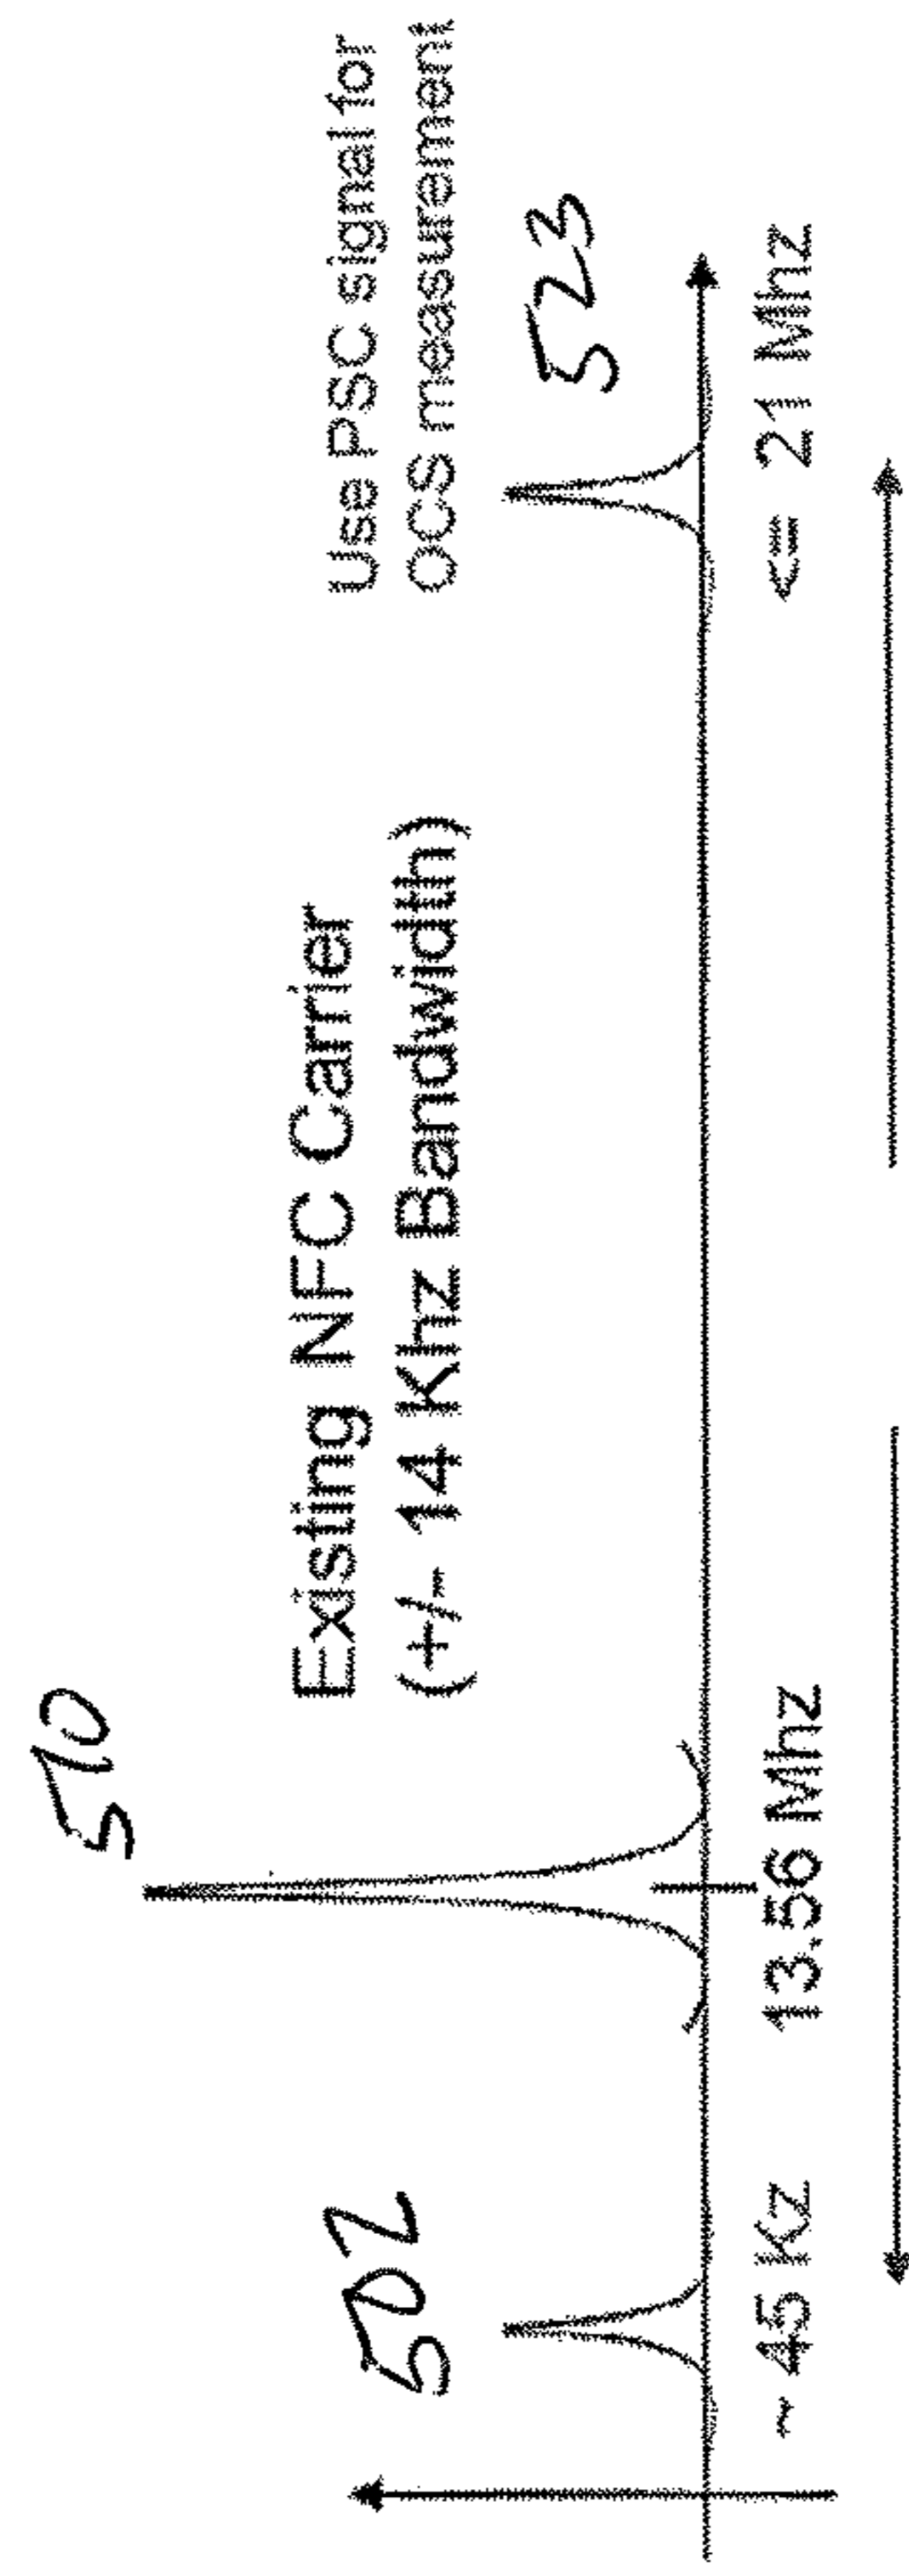 510
Existing NFC Carrier
(+/- 14 Khz Bandwidth)
Use PSC signal for
OCS measurement
502
523
~ 45 Kz
13.56 Mhz
<= 21 Mhz